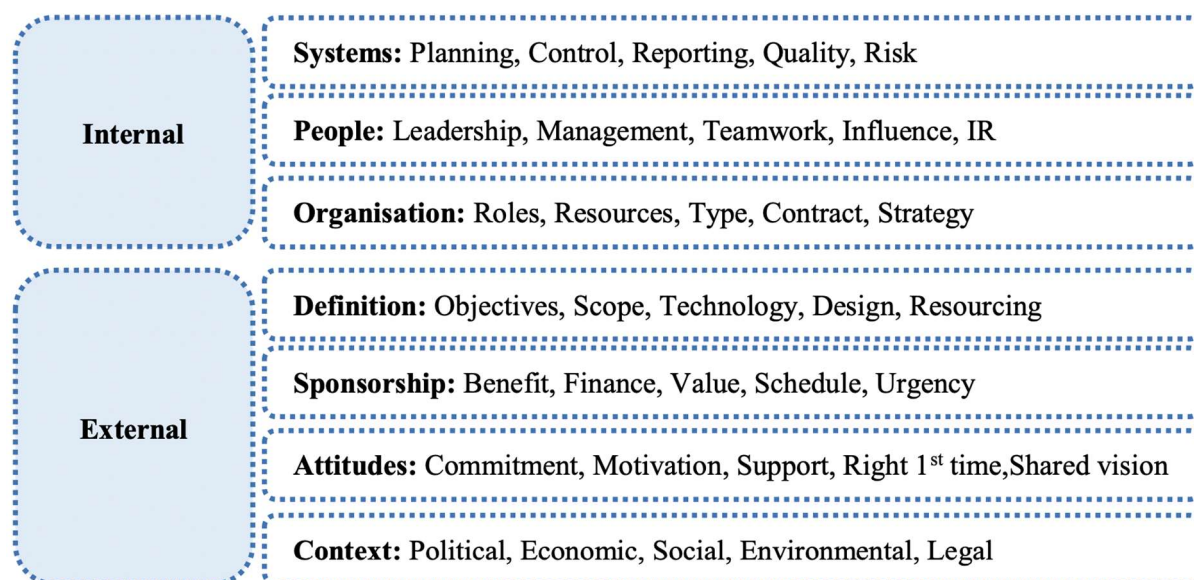 Internal
Systems: Planning, Control, Reporting, Quality, Risk
People: Leadership, Management, Teamwork, Influence, IR
Organisation: Roles, Resources, Type, Contract, Strategy
External
Definition: Objectives, Scope, Technology, Design, Resourcing
Sponsorship: Benefit, Finance, Value, Schedule, Urgency
Attitudes: Commitment, Motivation, Support, Right 1st time,Shared vision
Context: Political, Economic, Social, Environmental, Legal